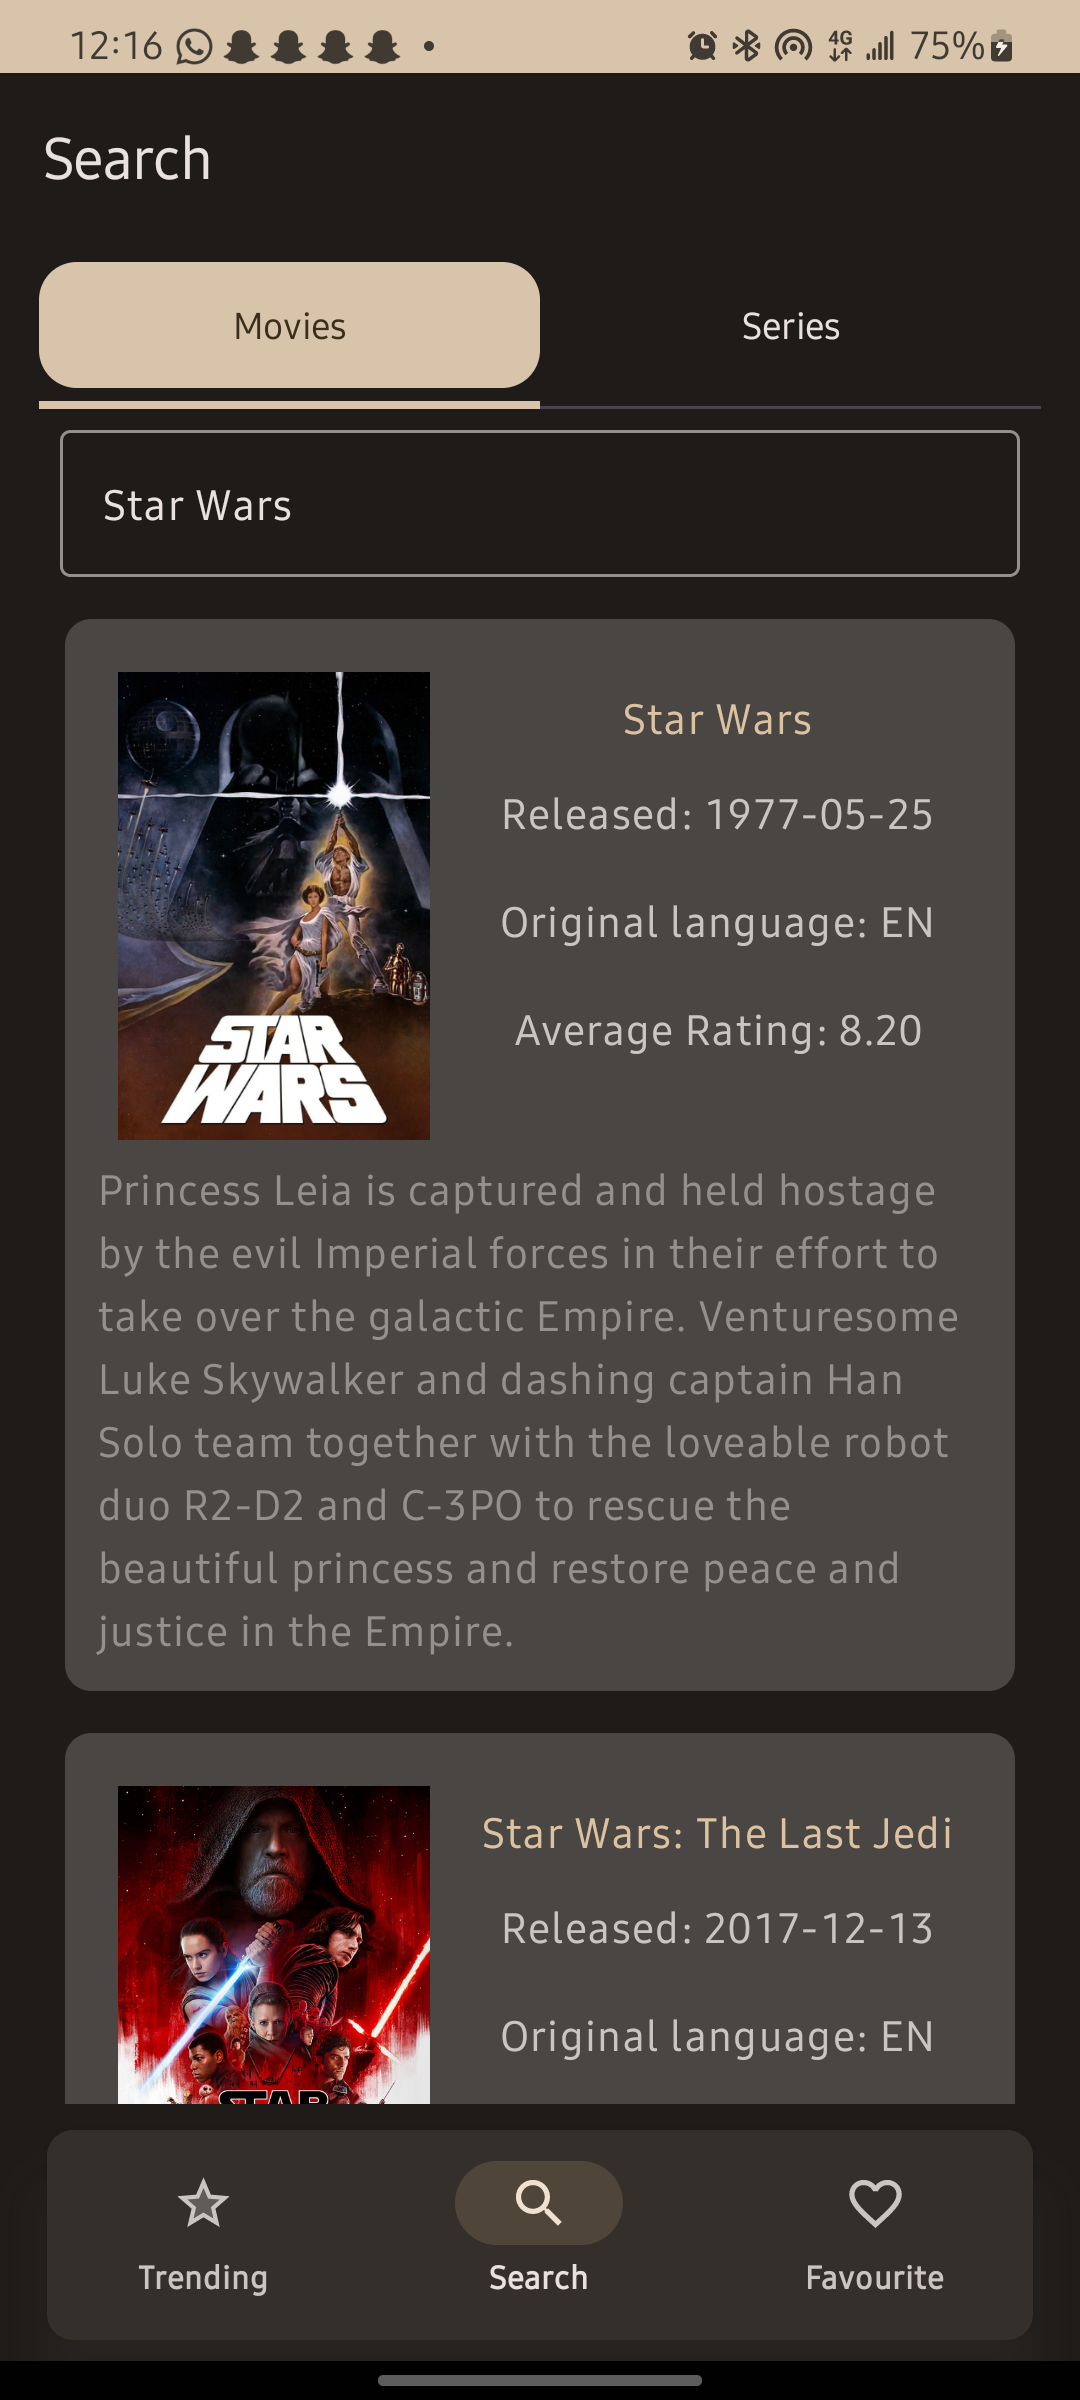 12:16
4G 75%
Search
Movies
Series
Star Wars
Star Wars
Released: 1977-05-25
Original language: EN
Average Rating: 8.20
STAR
WARS
Princess Leia is captured and held hostage
by the evil Imperial forces in their effort to
take over the galactic Empire. Venturesome
Luke Skywalker and dashing captain Han
Solo team together with the loveable robot
duo R2-D2 and C-3PO to rescue the
beautiful princess and restore peace and
justice in the Empire.
Star Wars: The Last Jedi
Released: 2017-12-13
Original language: EN
STAR
Trending
Search
Favourite